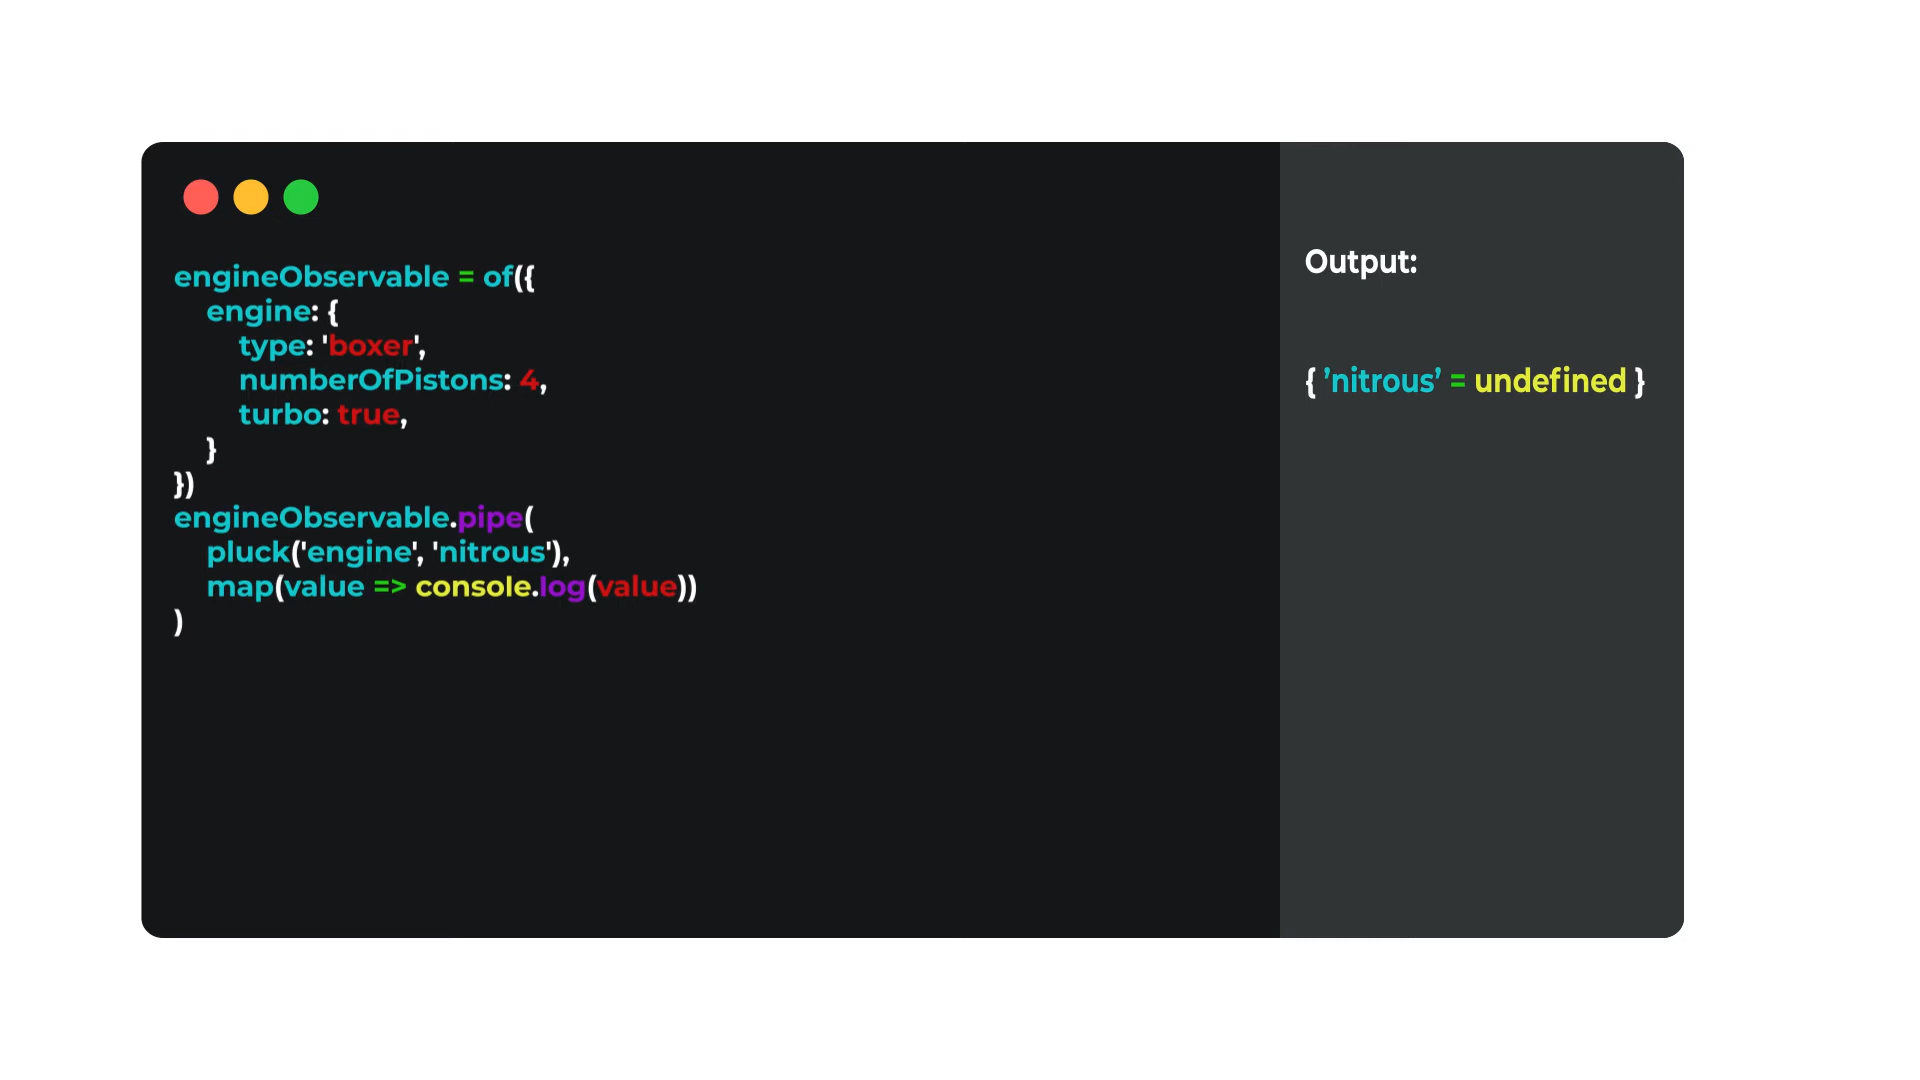 engineObservable = of({
engine: {
type: 'boxer',
numberOfPistons: 4,
turbo: true,
}
})
engineObservable.pipe(
pluck('engine', 'nitrous'),
map(value => console.log(value))
)
Output:
{ ’nitrous’ = undefined }